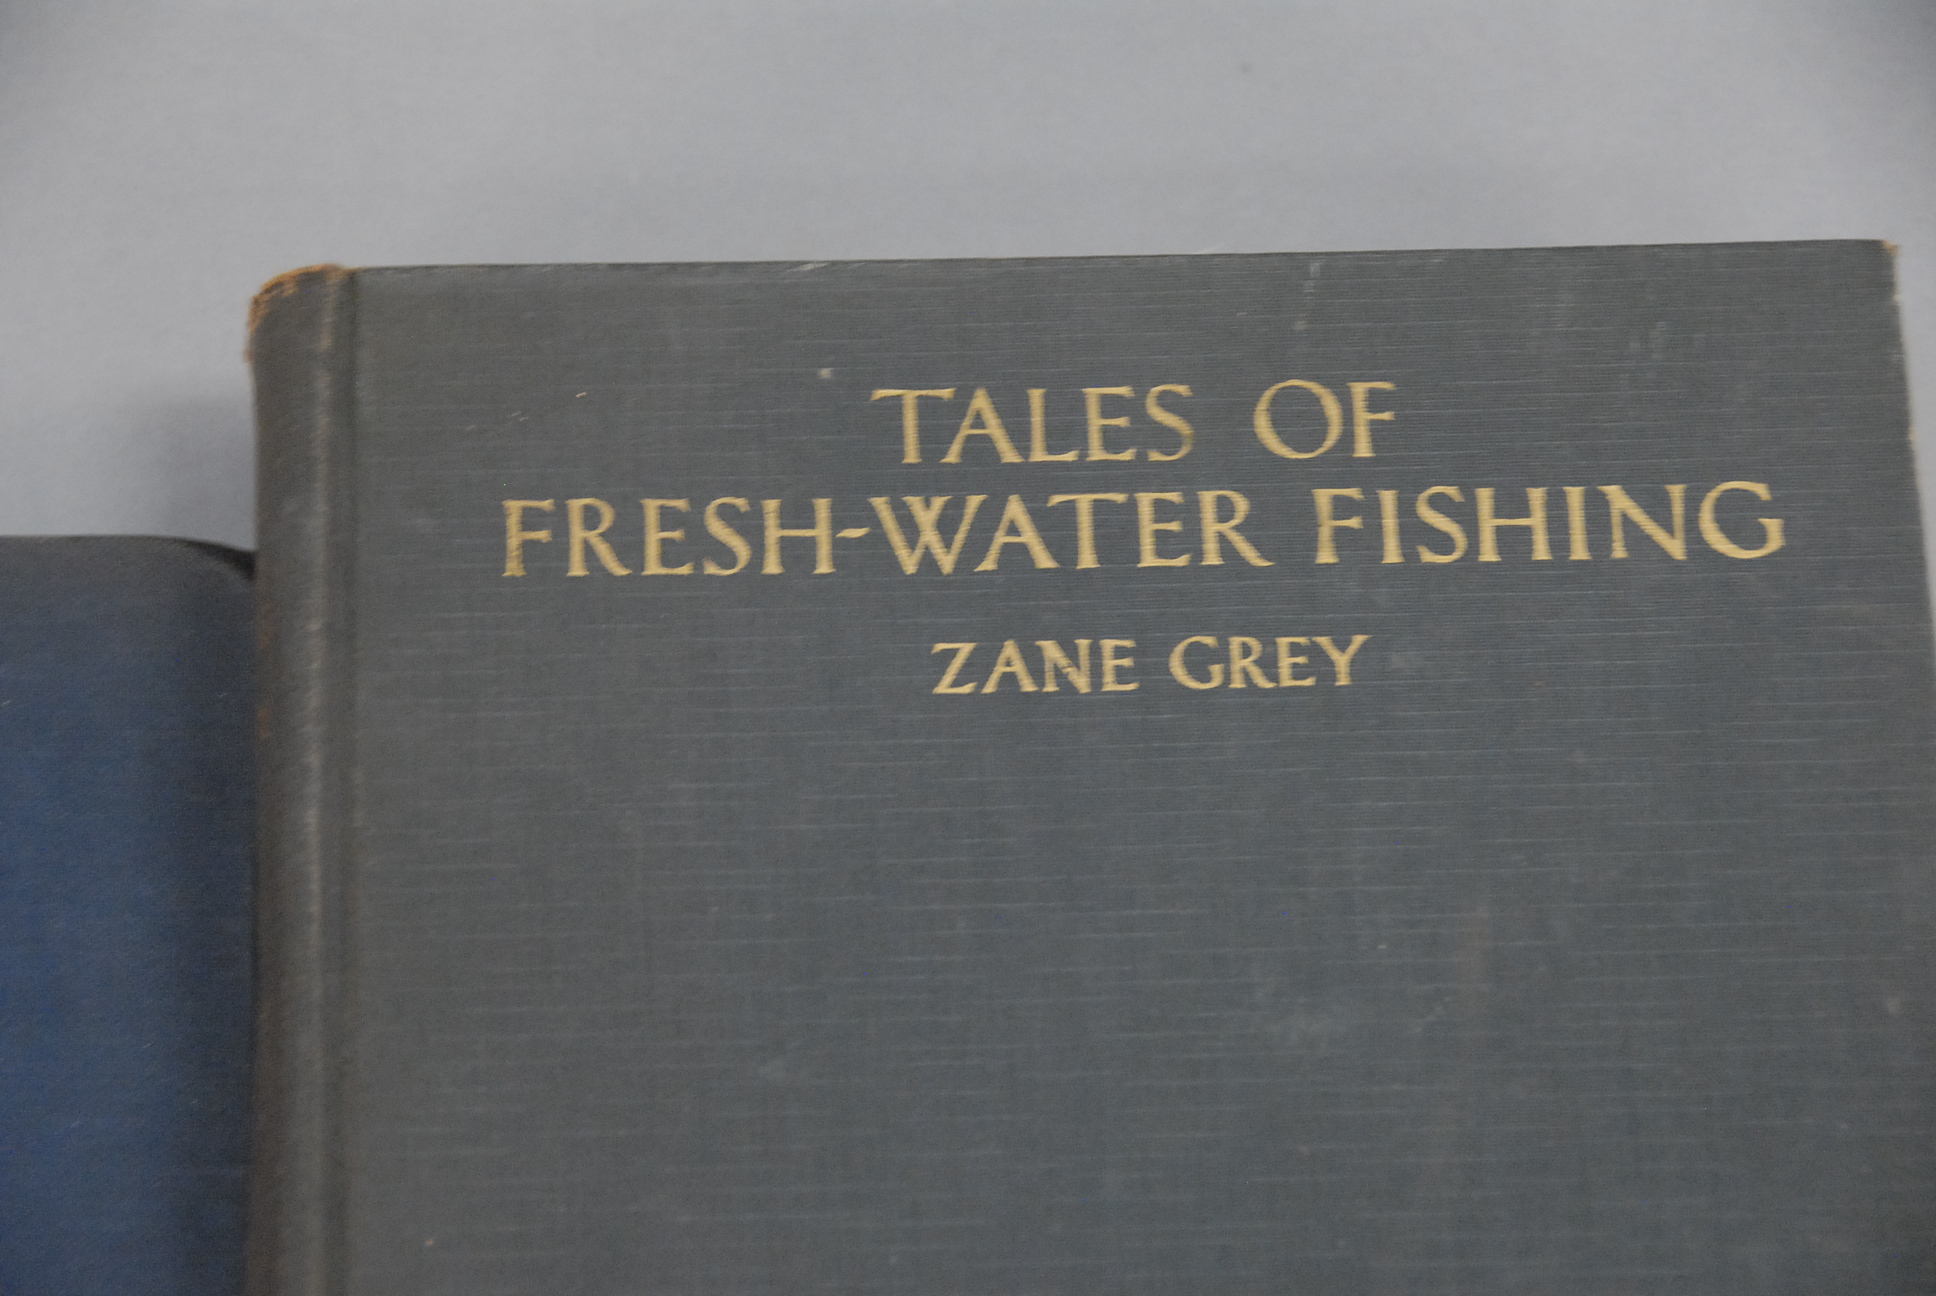 TALES OF
FRESH-WATER FISHING
ZANE GREY